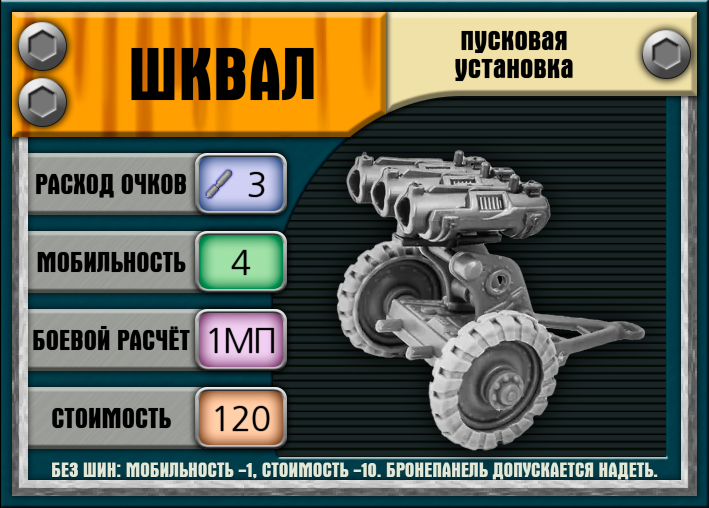 ШКВАЛ
ПУСКОВАЯ
УСТАНОВКА
РАСХОД ОЧКОВ 3
МОБИЛЬНОСТЬ 4
БОЕВОЙ РАСЧЁТ 1МП
СТОИМОСТЬ 120
БЕЗ ШИН: МОБИЛЬНОСТЬ -1, СТОИМОСТЬ -10. БРОНЕПАНЕЛЬ ДОПУСКАЕТСЯ НАДЕТЬ.